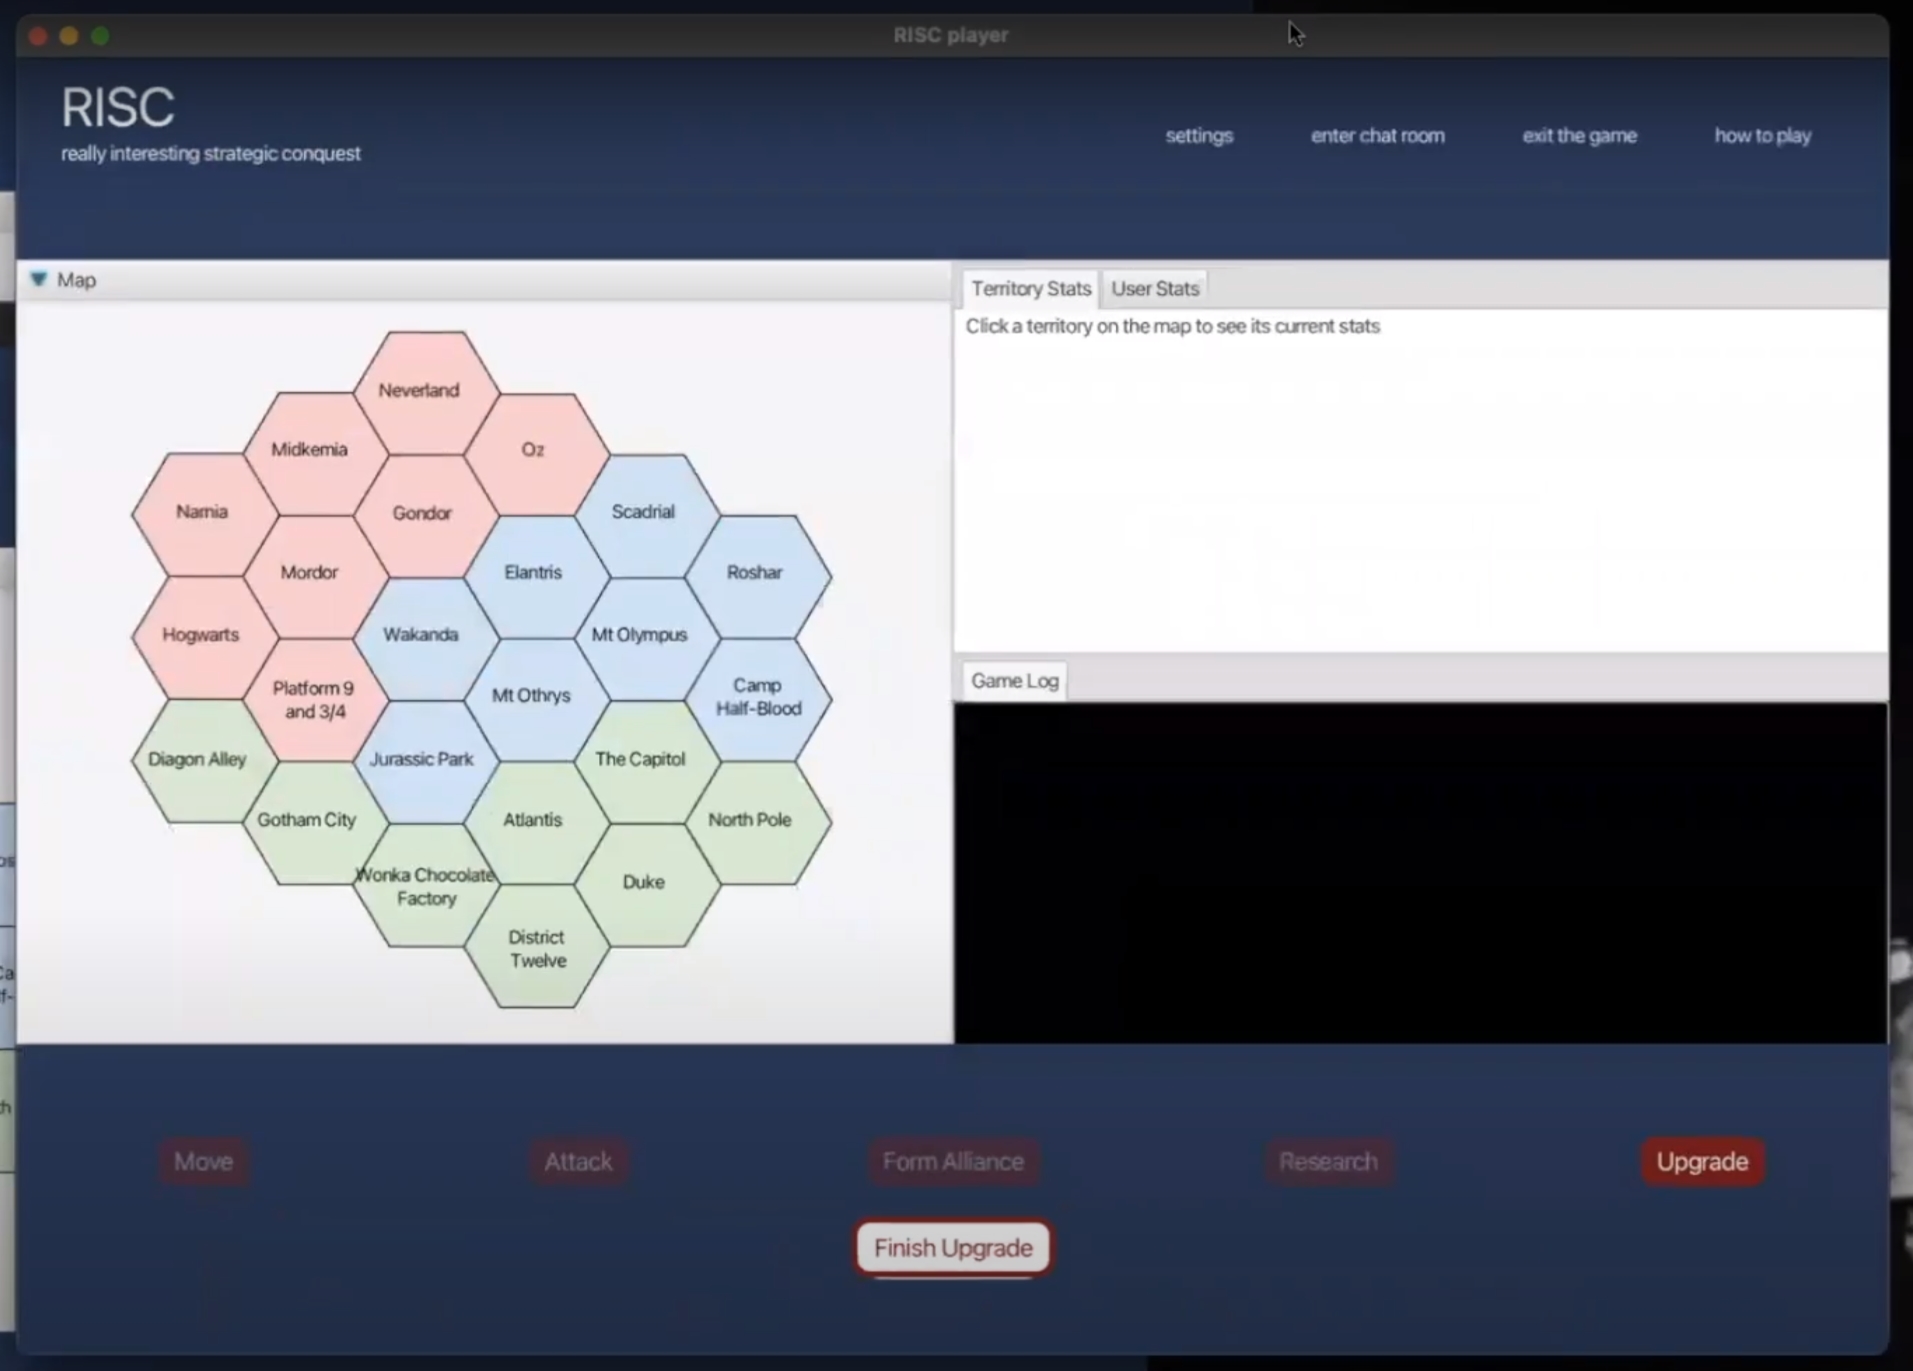 RISC player
RISC
really interesting strategic conquest
settings
enter chat room
exit the game
how to play
Map
Territory Stats
User Stats
Click a territory on the map to see its current stats
Neverland
Midkemia
Oz
Narnia
Gondor
Scadrial
Mordor
Elantris
Roshar
Hogwarts
Wakanda
Mt Olympus
Platform 9
and 3/4
Mt Othrys
Camp
Half-Blood
Diagon Alley
Jurassic Park
The Capitol
Gotham City
Atlantis
North Pole
Wonka Chocolate
Factory
Duke
District
Twelve
Game Log
Move
Attack
Form Alliance
Research
Upgrade
Finish Upgrade